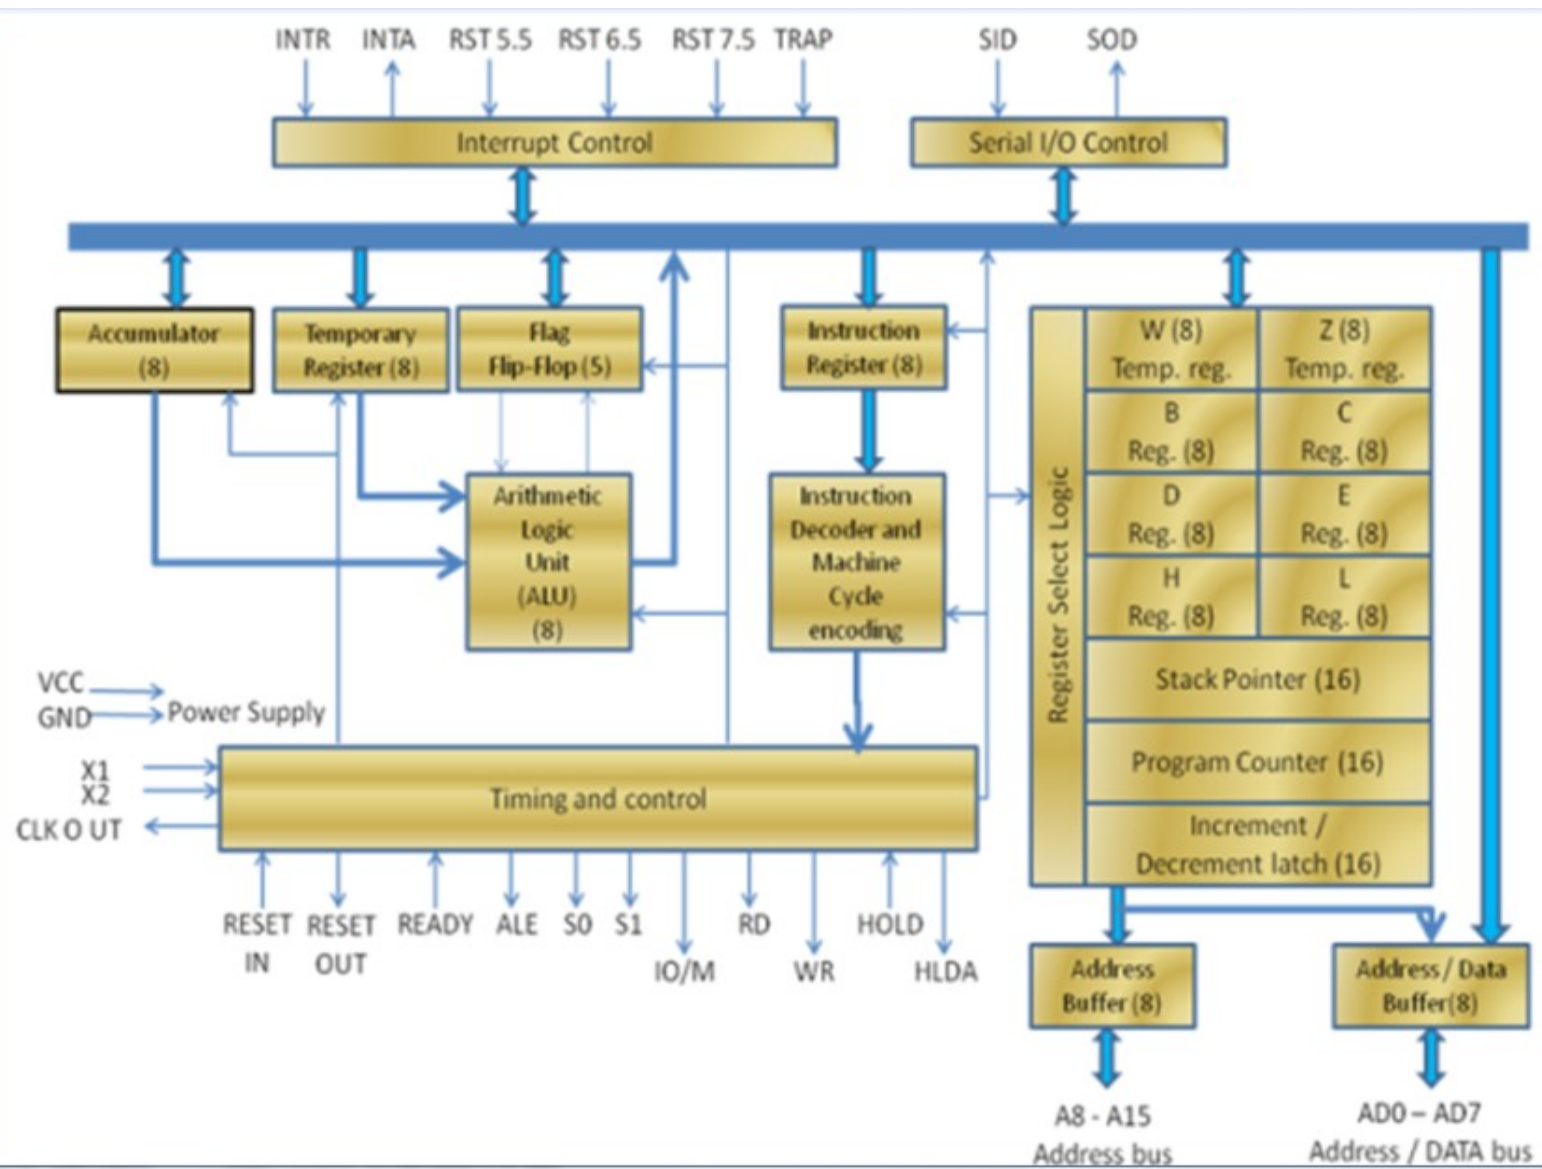 INTR INTA RST 5.5 RST 6.5 RST 7.5 TRAP SID SOD
Interrupt Control
Serial I/O Control
Accumulator
(8)
Temporary
Register (8)
Flag
Flip-Flop (5)
Instruction
Register (8)
Arithmetic
Logic
Unit
(ALU)
(8)
Instruction
Decoder and
Machine
Cycle
encoding
Register Select Logic
W (8)
Temp. reg.
Z (8)
Temp. reg.
B
Reg. (8)
C
Reg. (8)
D
Reg. (8)
E
Reg. (8)
H
Reg. (8)
L
Reg. (8)
Stack Pointer (16)
Program Counter (16)
Increment /
Decrement latch (16)
VCC
GND
Power Supply
X1
X2
CLK O UT
Timing and control
RESET
IN
RESET
OUT
READY
ALE
S0
S1
IO/M
RD
WR
HOLD
HLDA
Address
Buffer (8)
Address / Data
Buffer(8)
A8 - A15
Address bus
AD0 – AD7
Address / DATA bus